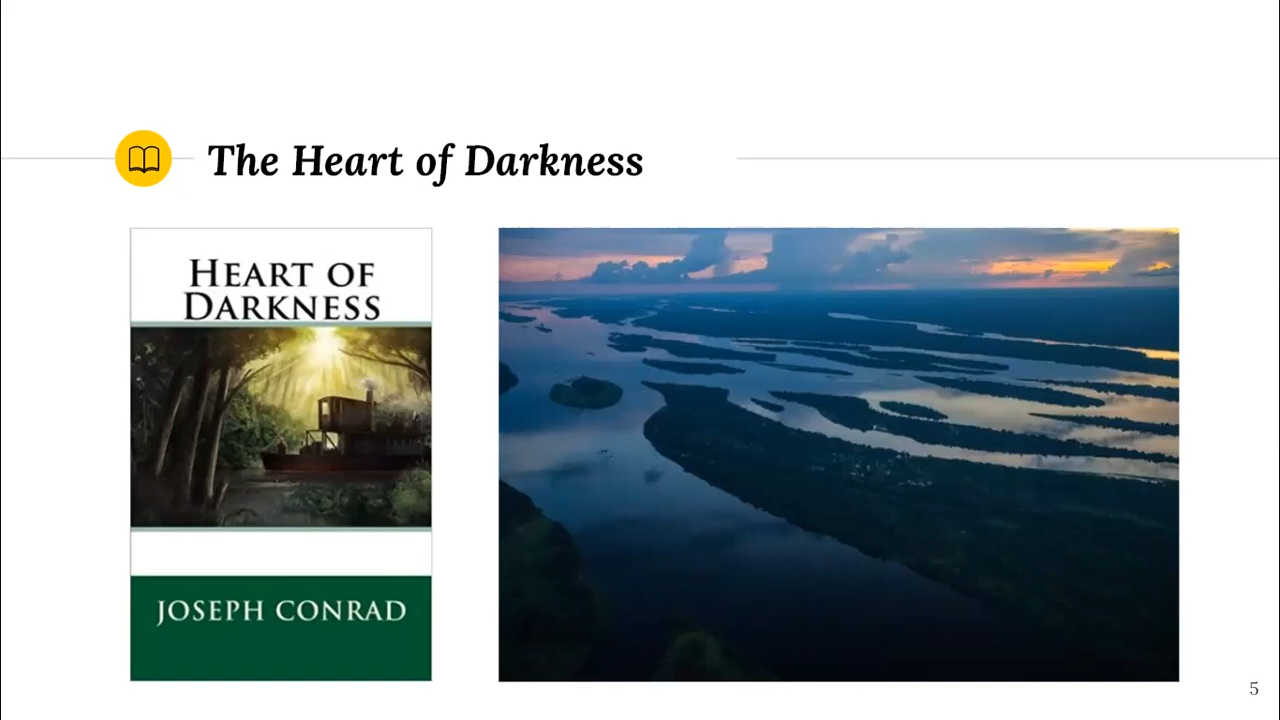 The Heart of Darkness
HEART OF
DARKNESS
JOSEPH CONRAD
5